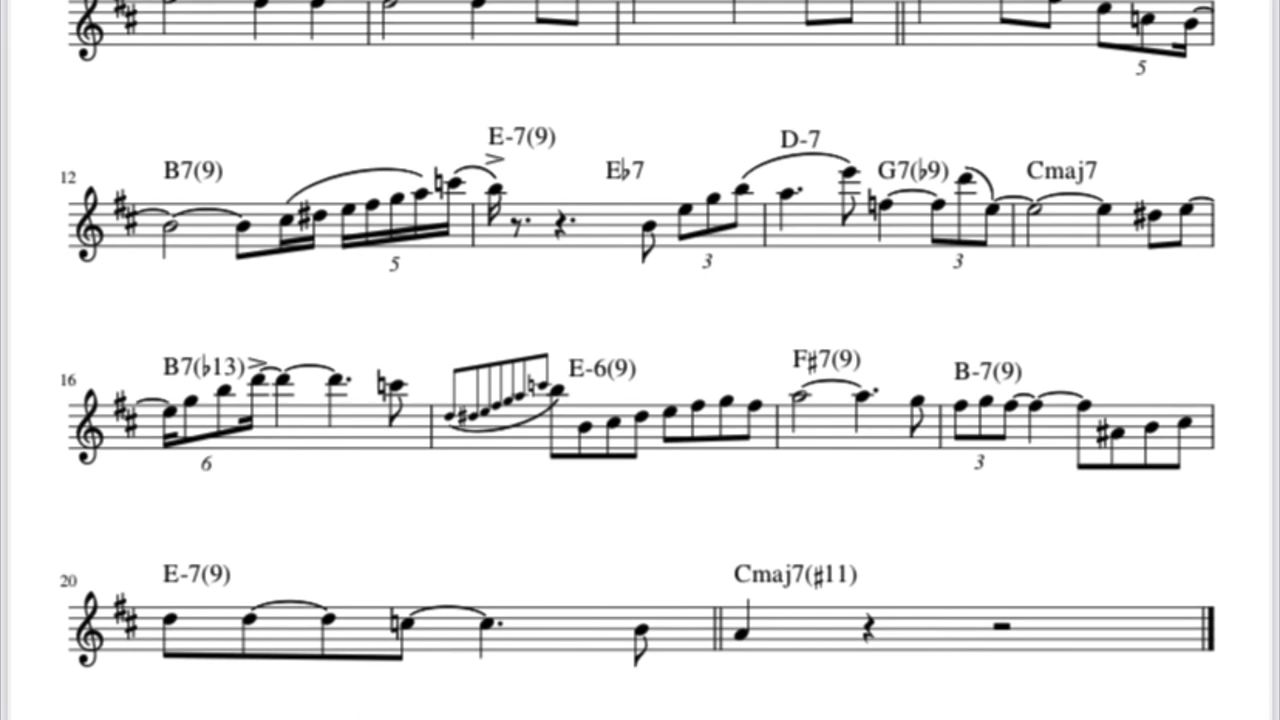 5
E-7(9) D-7
12 B7(9) E♭7 G7(♭9) Cmaj7
5 3 3
16 B7(♭13) E-6(9) F♯7(9) B-7(9)
6 3
20 E-7(9) Cmaj7(♯11)